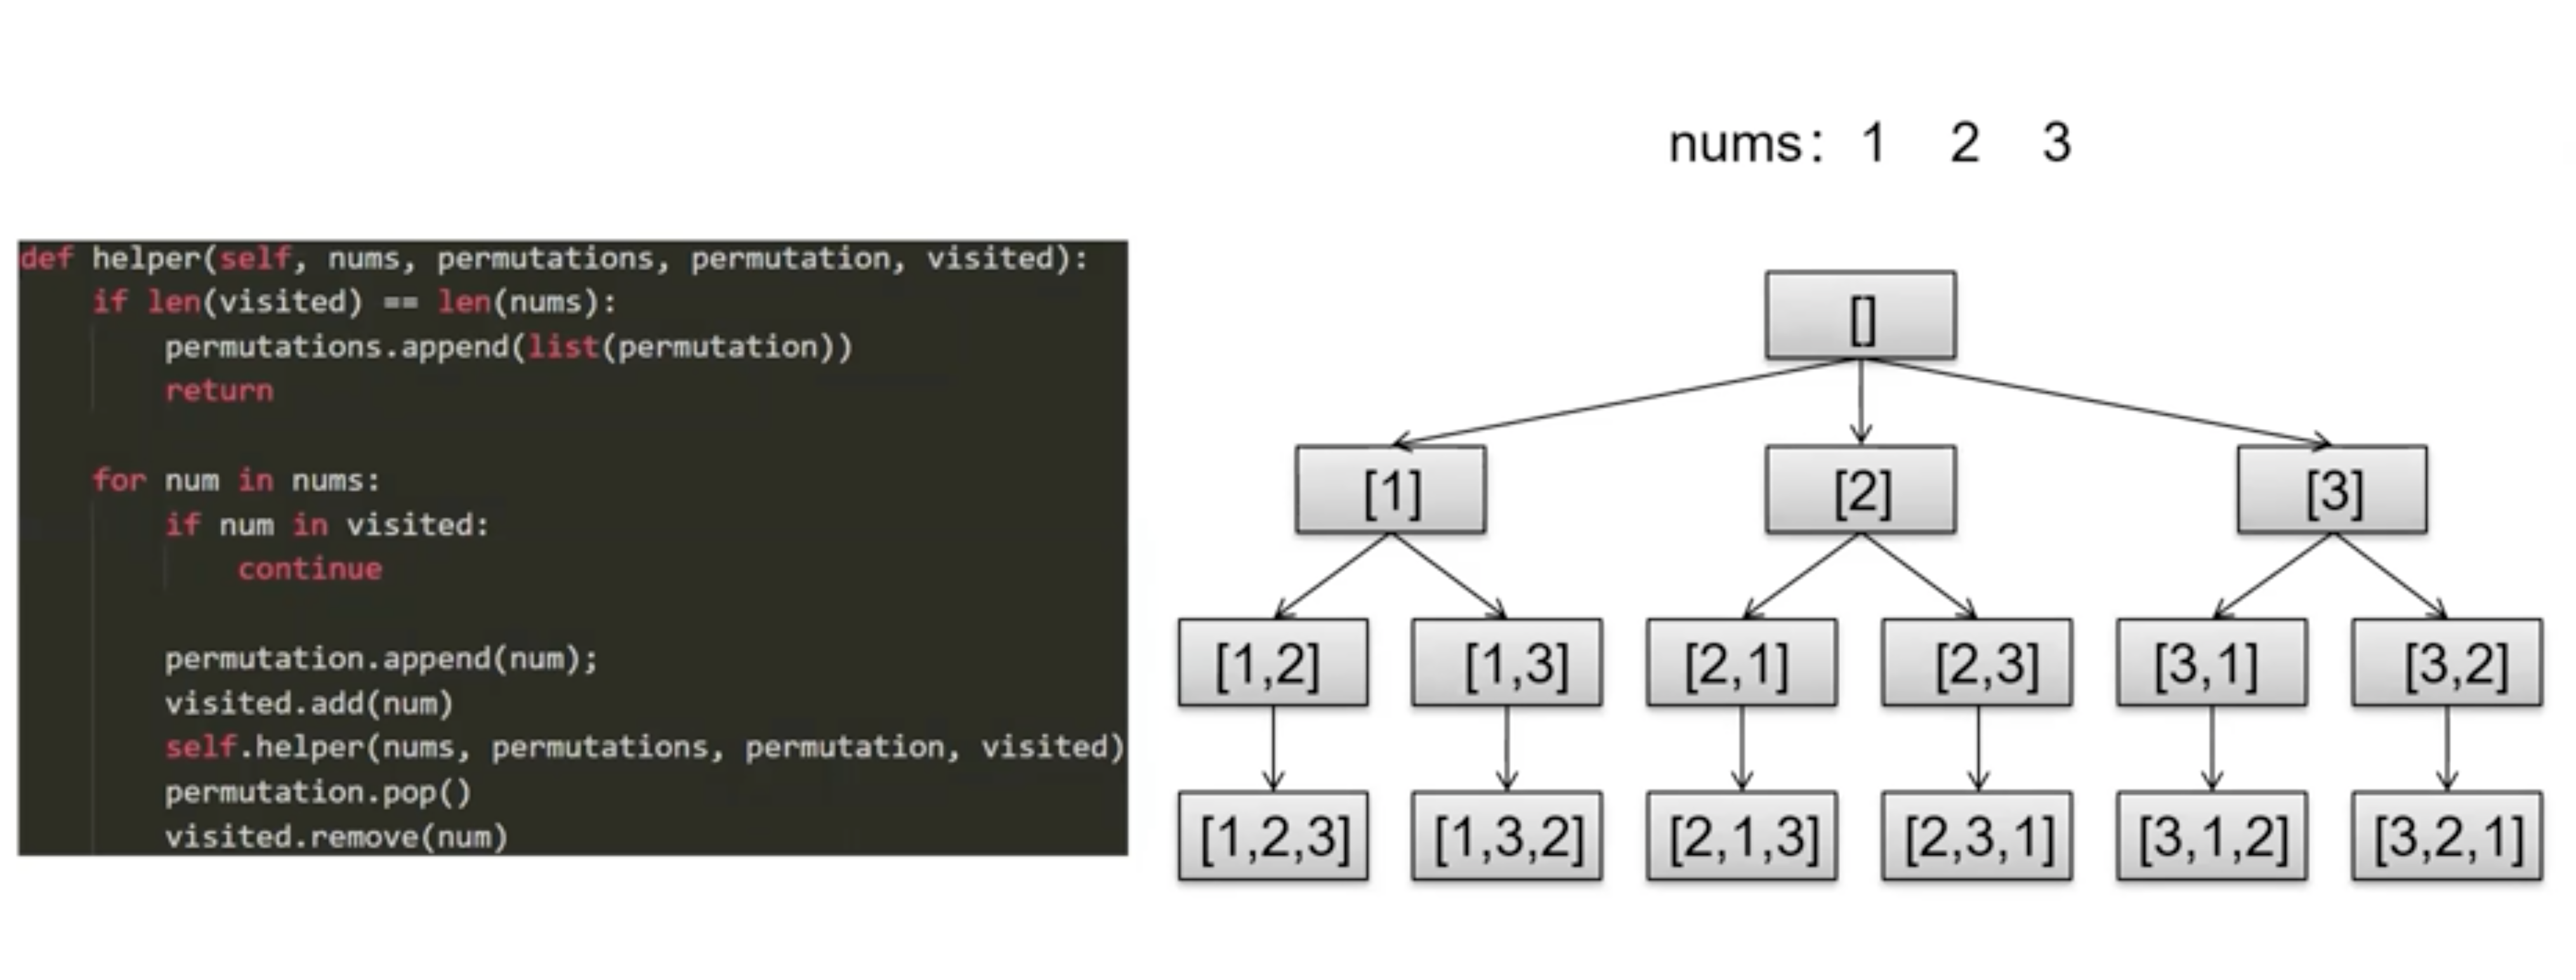 nums: 1 2 3
def helper(self, nums, permutations, permutation, visited):
    if len(visited) == len(nums):
        permutations.append(list(permutation))
        return

    for num in nums:
        if num in visited:
            continue

        permutation.append(num);
        visited.add(num)
        self.helper(nums, permutations, permutation, visited)
        permutation.pop()
        visited.remove(num)
[]
[1] [2] [3]
[1,2] [1,3] [2,1] [2,3] [3,1] [3,2]
[1,2,3] [1,3,2] [2,1,3] [2,3,1] [3,1,2] [3,2,1]